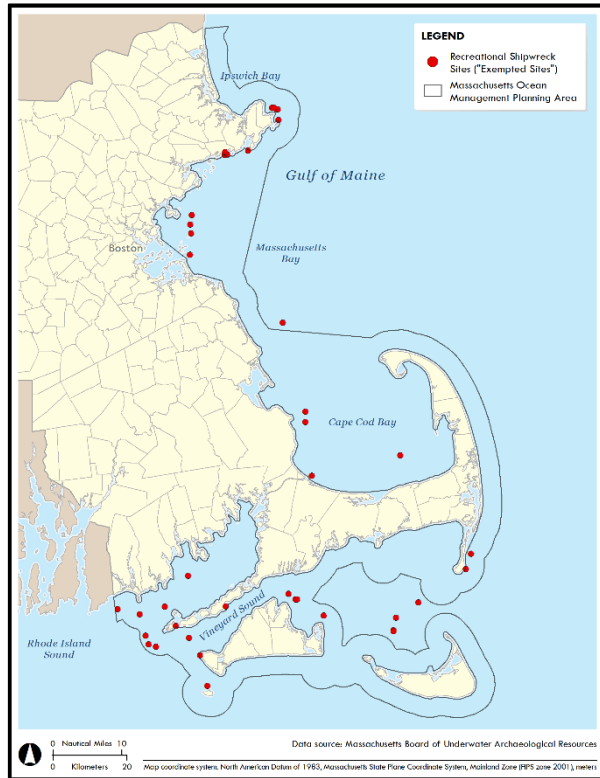 LEGEND
Recreational Shipwreck
Sites ("Exempted Sites")
Massachusetts Ocean
Management Planning Area
Ipswich Bay
Gulf of Maine
Boston
Massachusetts
Bay
Cape Cod Bay
Vineyard Sound
Rhode Island
Sound
0 Nautical Miles 10
0 Kilometers 20
Data source: Massachusetts Board of Underwater Archaeological Resources
Map coordinate system: North American Datum of 1983, Massachusetts State Plane Coordinate System, Mainland Zone (FIPS zone 2001), meters